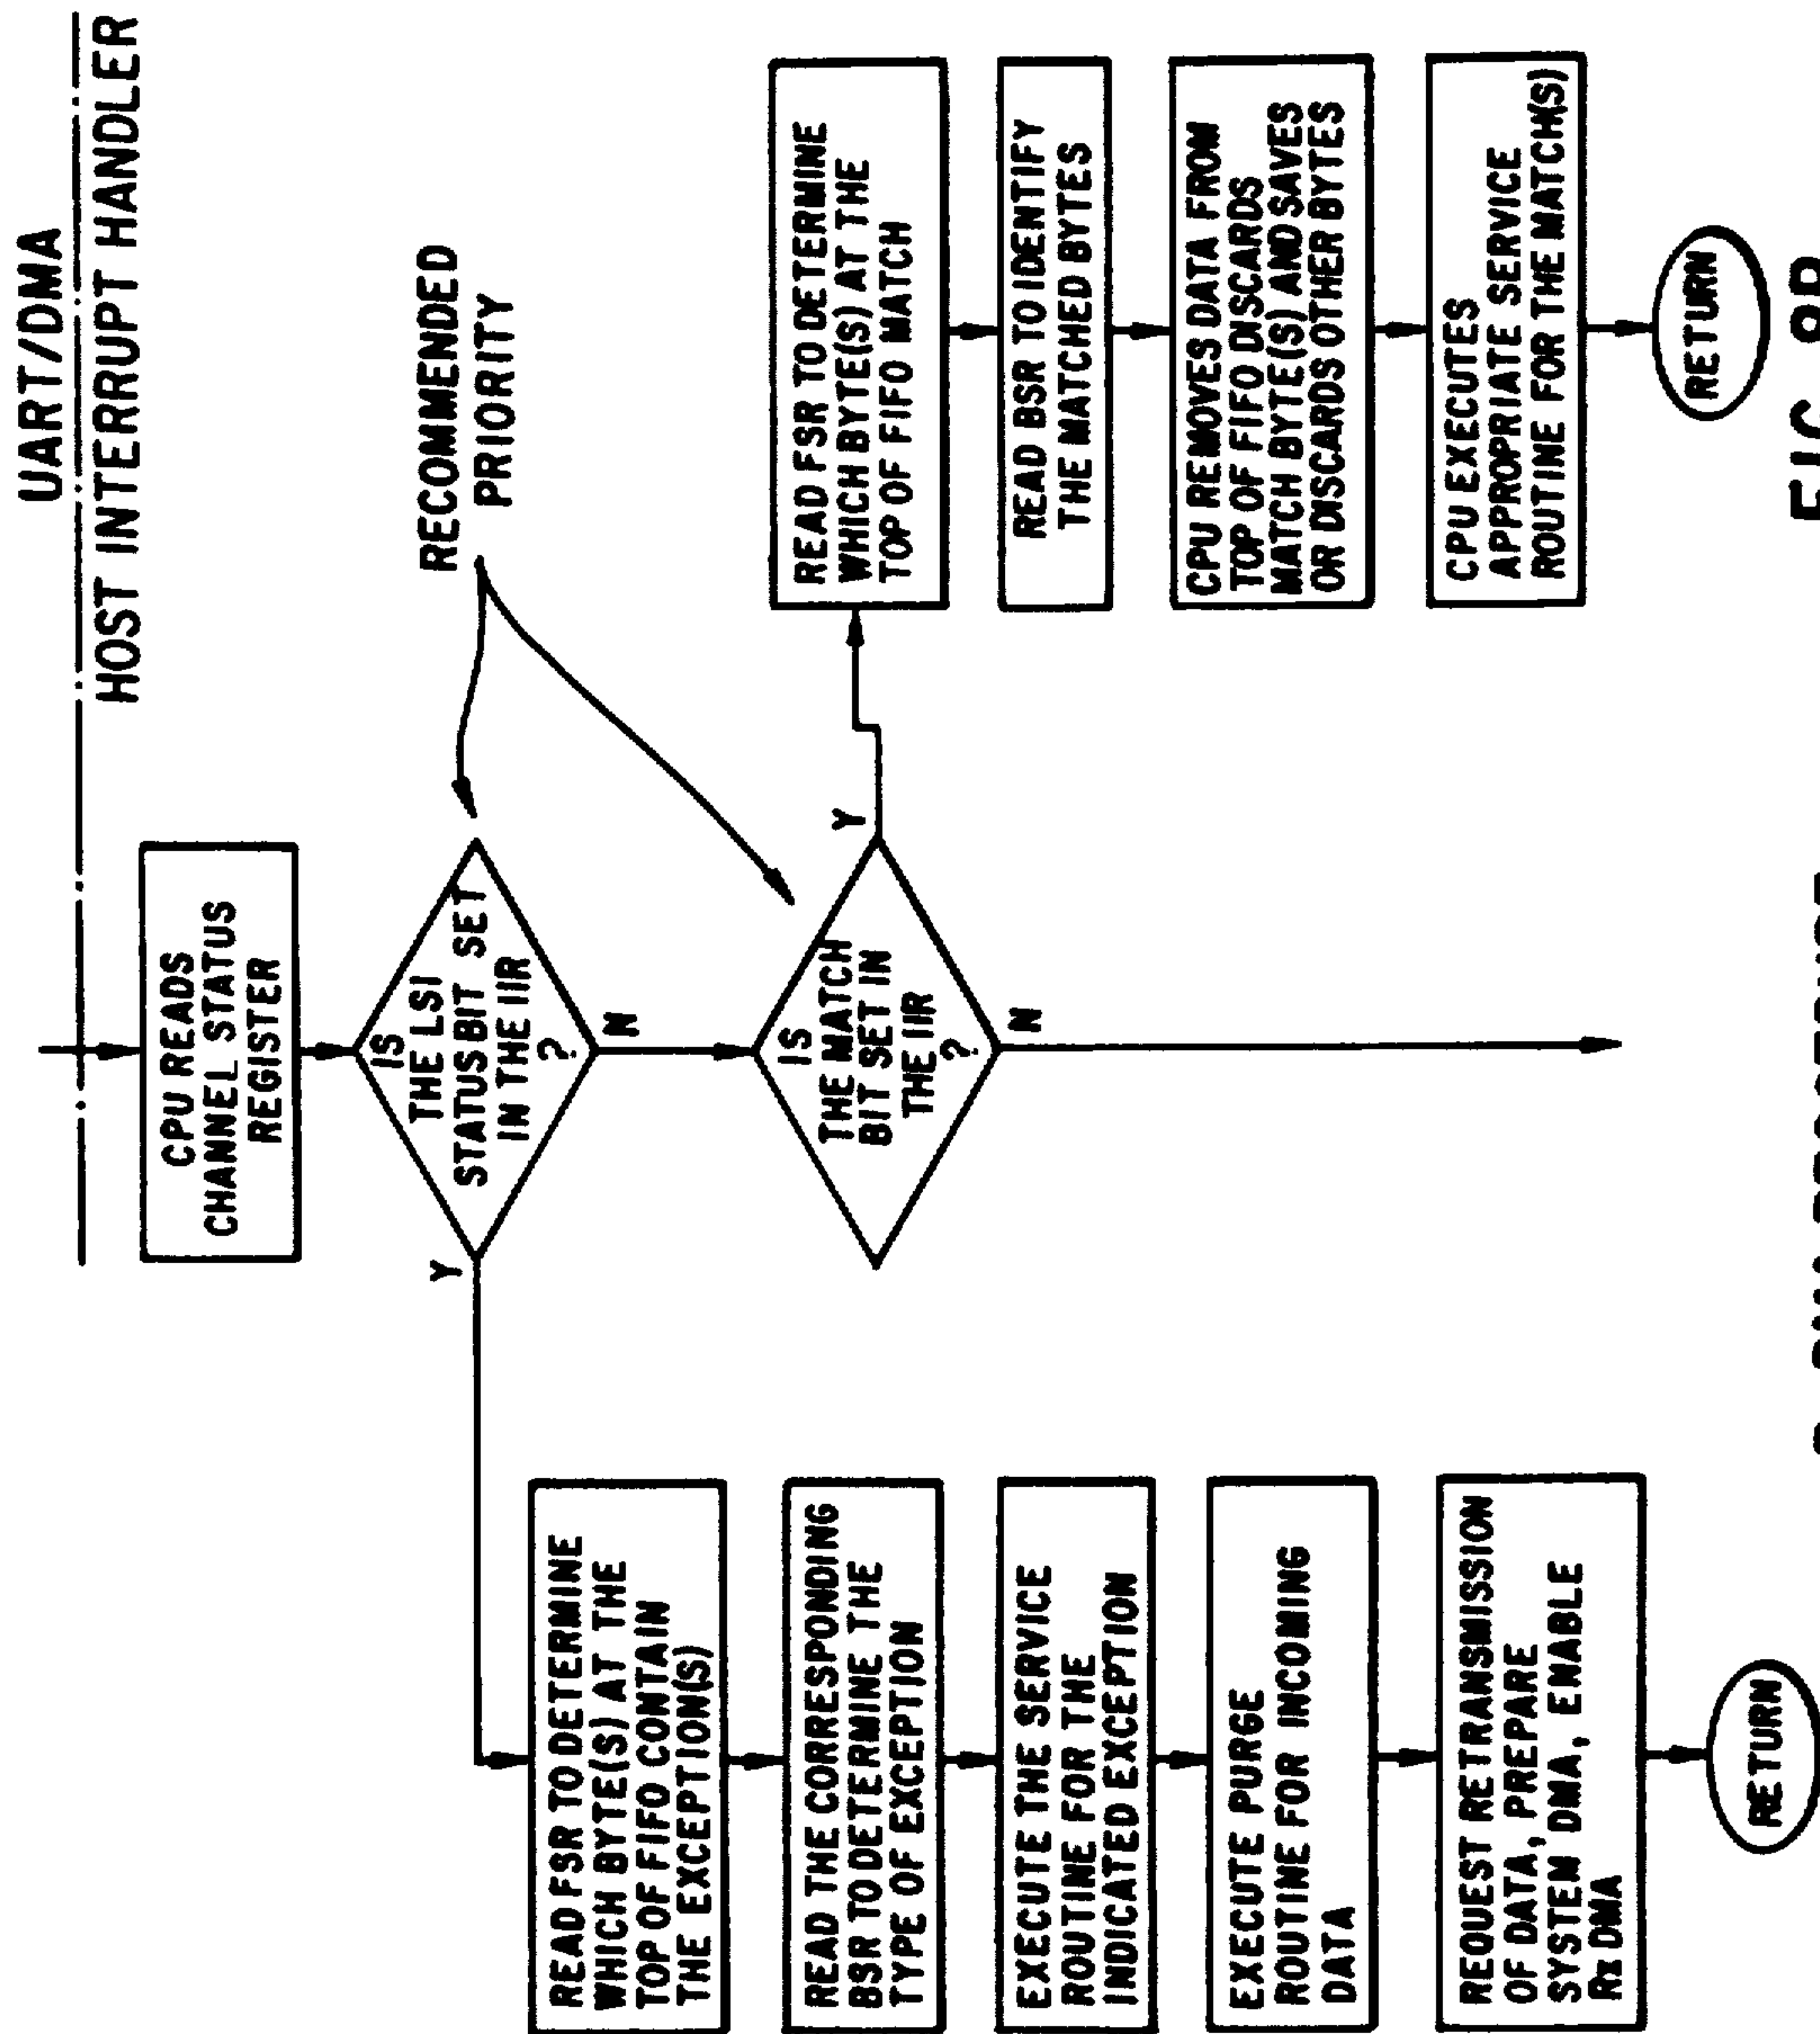 UART/DMA
HOST INTERRUPT HANDLER
CPU READS
CHANNEL STATUS
REGISTER
RECOMMENDED
PRIORITY
IS
THE LSI
STATUS BIT SET
IN THE IIR
?
Y
N
READ FSR TO DETERMINE
WHICH BYTE(S) AT THE
TOP OF FIFO CONTAIN
THE EXCEPTION(S)
READ THE CORRESPONDING
BSR TO DETERMINE THE
TYPE OF EXCEPTION
EXECUTE THE SERVICE
ROUTINE FOR THE
INDICATED EXCEPTION
EXECUTE PURGE
ROUTINE FOR INCOMING
DATA
REQUEST RETRANSMISSION
OF DATA, PREPARE
SYSTEM DMA, ENABLE
Rx DMA
RETURN
IS
THE MATCH
BIT SET IN
THE IIR
?
Y
N
READ FSR TO DETERMINE
WHICH BYTE(S) AT THE
TOP OF FIFO MATCH
READ BSR TO IDENTIFY
THE MATCHED BYTES
CPU REMOVES DATA FROM
TOP OF FIFO DISCARDS
MATCH BYTE(S) AND SAVES
OR DISCARDS OTHER BYTES
CPU EXECUTES
APPROPRIATE SERVICE
ROUTINE FOR THE MATCH(S)
RETURN